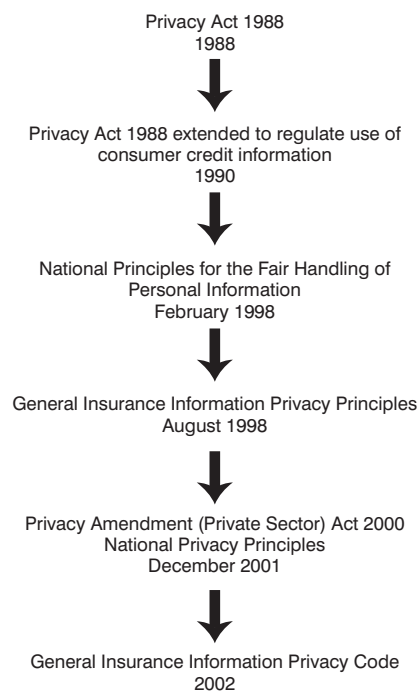 Privacy Act 1988
1988
Privacy Act 1988 extended to regulate use of
consumer credit information
1990
National Principles for the Fair Handling of
Personal Information
February 1998
General Insurance Information Privacy Principles
August 1998
Privacy Amendment (Private Sector) Act 2000
National Privacy Principles
December 2001
General Insurance Information Privacy Code
2002